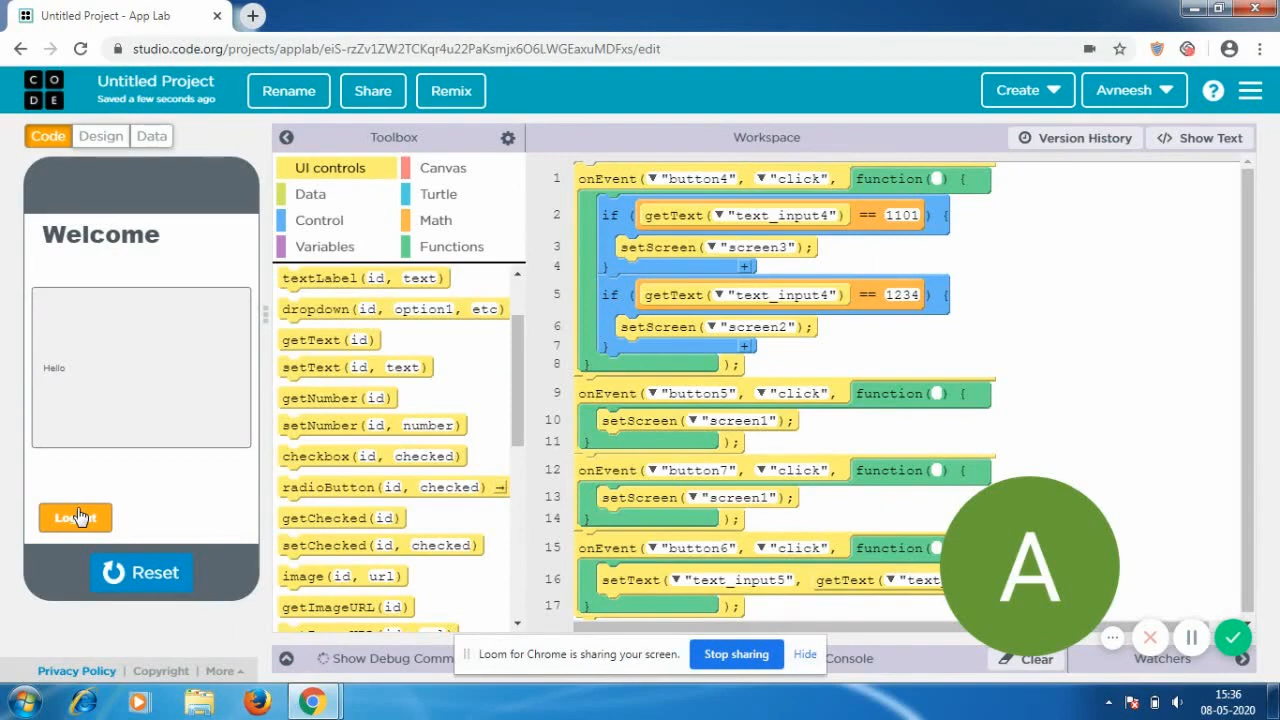 Untitled Project - App Lab
studio.code.org/projects/applab/eiS-rzZv1ZW2TCKqr4u22PaKsmjx6O6LWGEaxuMDFxs/edit
C O
D E
Untitled Project
Saved a few seconds ago
Rename
Share
Remix
Create
Avneesh
?
Code
Design
Data
Toolbox
Workspace
Version History
</> Show Text
Welcome
Hello
Reset
UI controls
Canvas
Data
Turtle
Control
Math
Variables
Functions
textLabel(id, text)
dropdown(id, option1, etc)
getText(id)
setText(id, text)
getNumber(id)
setNumber(id, number)
checkbox(id, checked)
radioButton(id, checked)
getChecked(id)
setChecked(id, checked)
image(id, url)
getImageURL(id)
1 onEvent("button4", "click", function() {
2 if (getText("text_input4") == 1101) {
3 setScreen("screen3");
4 }
5 if (getText("text_input4") == 1234) {
6 setScreen("screen2");
7 }
8 });
9 onEvent("button5", "click", function() {
10 setScreen("screen1");
11 });
12 onEvent("button7", "click", function() {
13 setScreen("screen1");
14 });
15 onEvent("button6", "click", function(
16 setText("text_input5", getText("text
17 });
A
Show Debug Comm
Loom for Chrome is sharing your screen.
Stop sharing
Hide
Console
Clear
Watchers
Privacy Policy
Copyright
More
15:36
08-05-2020